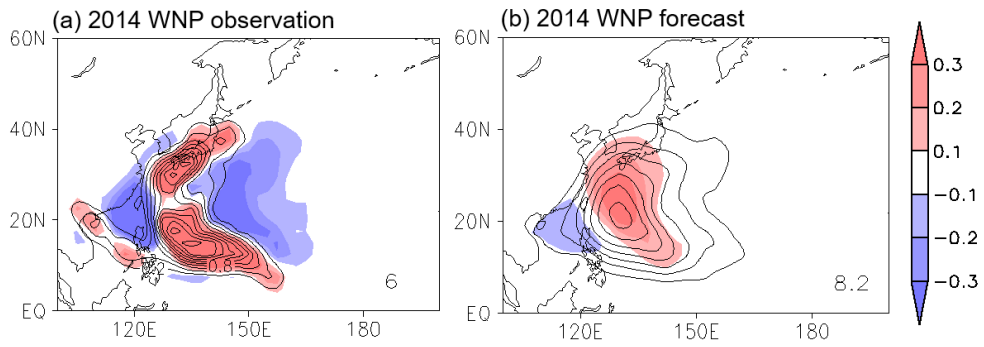 (a) 2014 WNP observation
(b) 2014 WNP forecast
60N
40N
20N
EQ
120E
150E
180
0.8
6
60N
40N
20N
EQ
120E
150E
180
8.2
0.3
0.2
0.1
-0.1
-0.2
-0.3